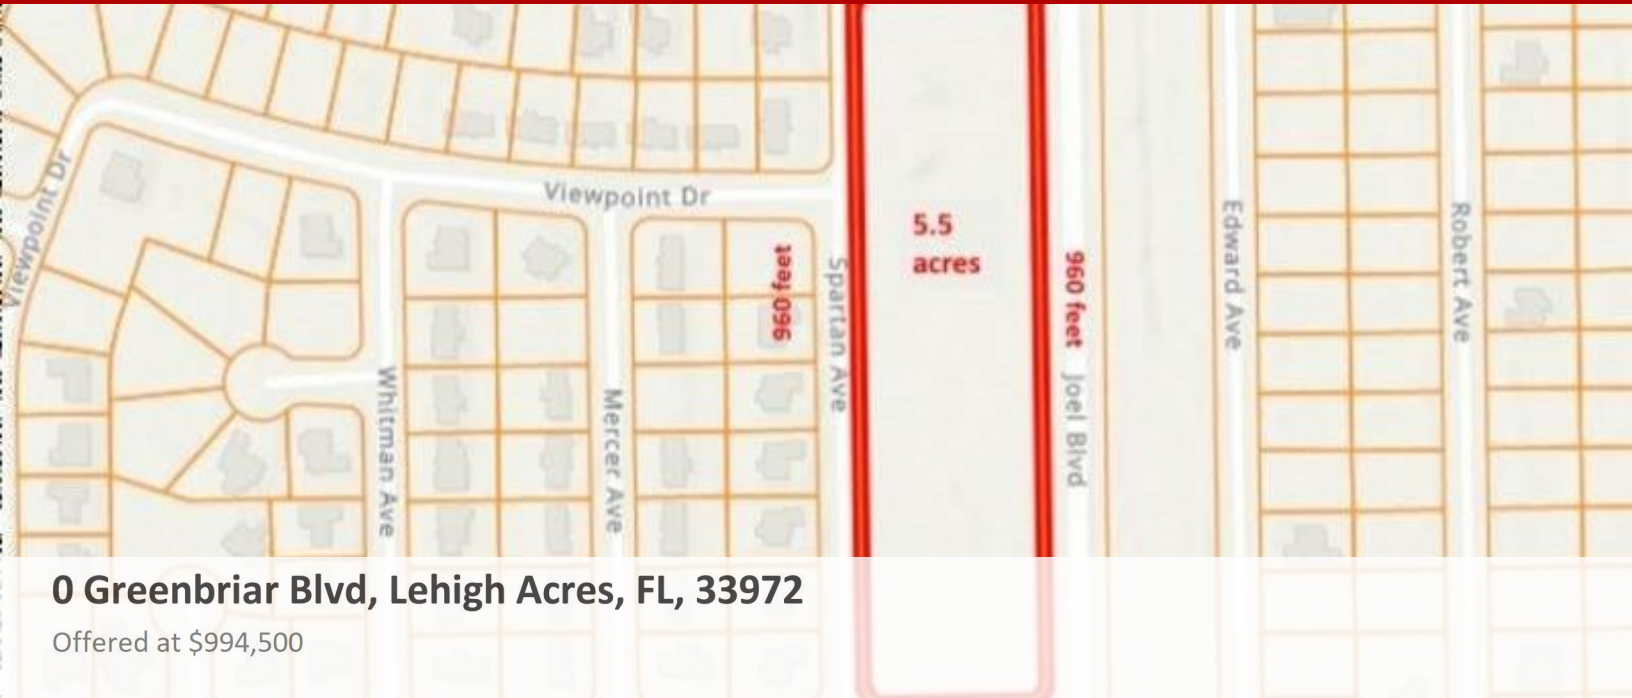 Viewpoint Dr
Viewpoint Dr
5.5
acres
960 feet
960 feet
Spartan Ave
Joel Blvd
Edward Ave
Robert Ave
Whitman Ave
Mercer Ave
0 Greenbriar Blvd, Lehigh Acres, FL, 33972
Offered at $994,500